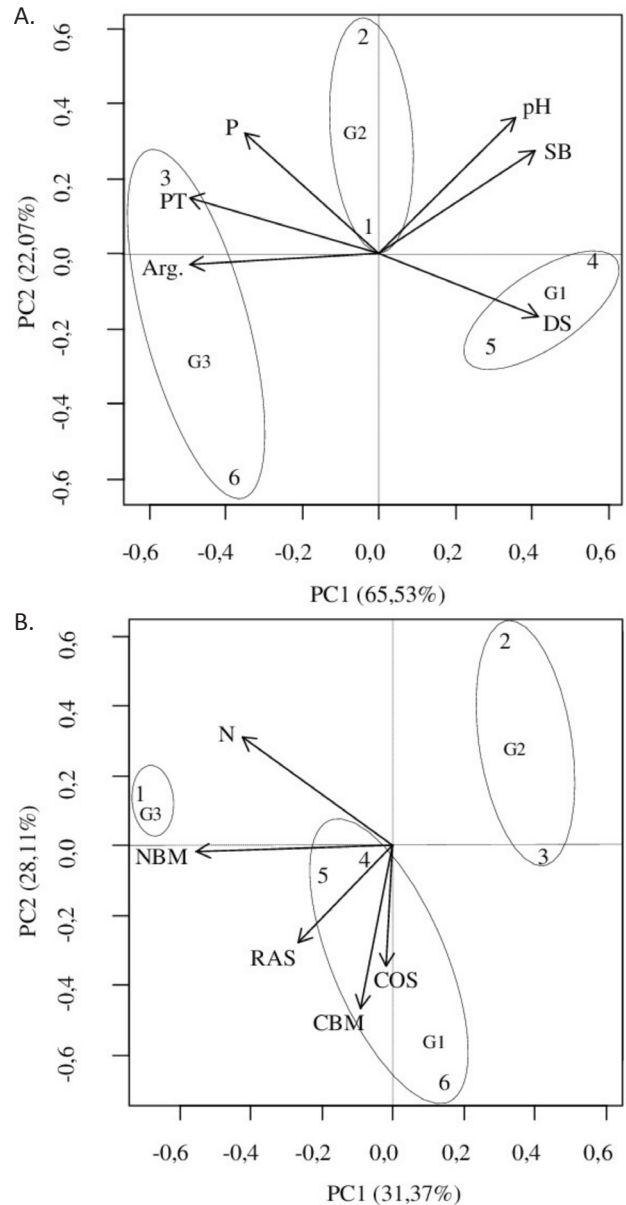 A.
0,6
0,4
0,2
0,0
-0,2
-0,4
-0,6
PC2 (22,07%)
2
G2
1
P
pH
SB
3
PT
Arg.
G3
6
4
G1
DS
5
-0,6 -0,4 -0,2 0,0 0,2 0,4 0,6
PC1 (65,53%)
B.
0,6
0,4
0,2
0,0
-0,2
-0,4
-0,6
PC2 (28,11%)
2
G2
3
N
1
G3
NBM
5
4
RAS
COS
CBM
G1
6
-0,6 -0,4 -0,2 0,0 0,2 0,4 0,6
PC1 (31,37%)